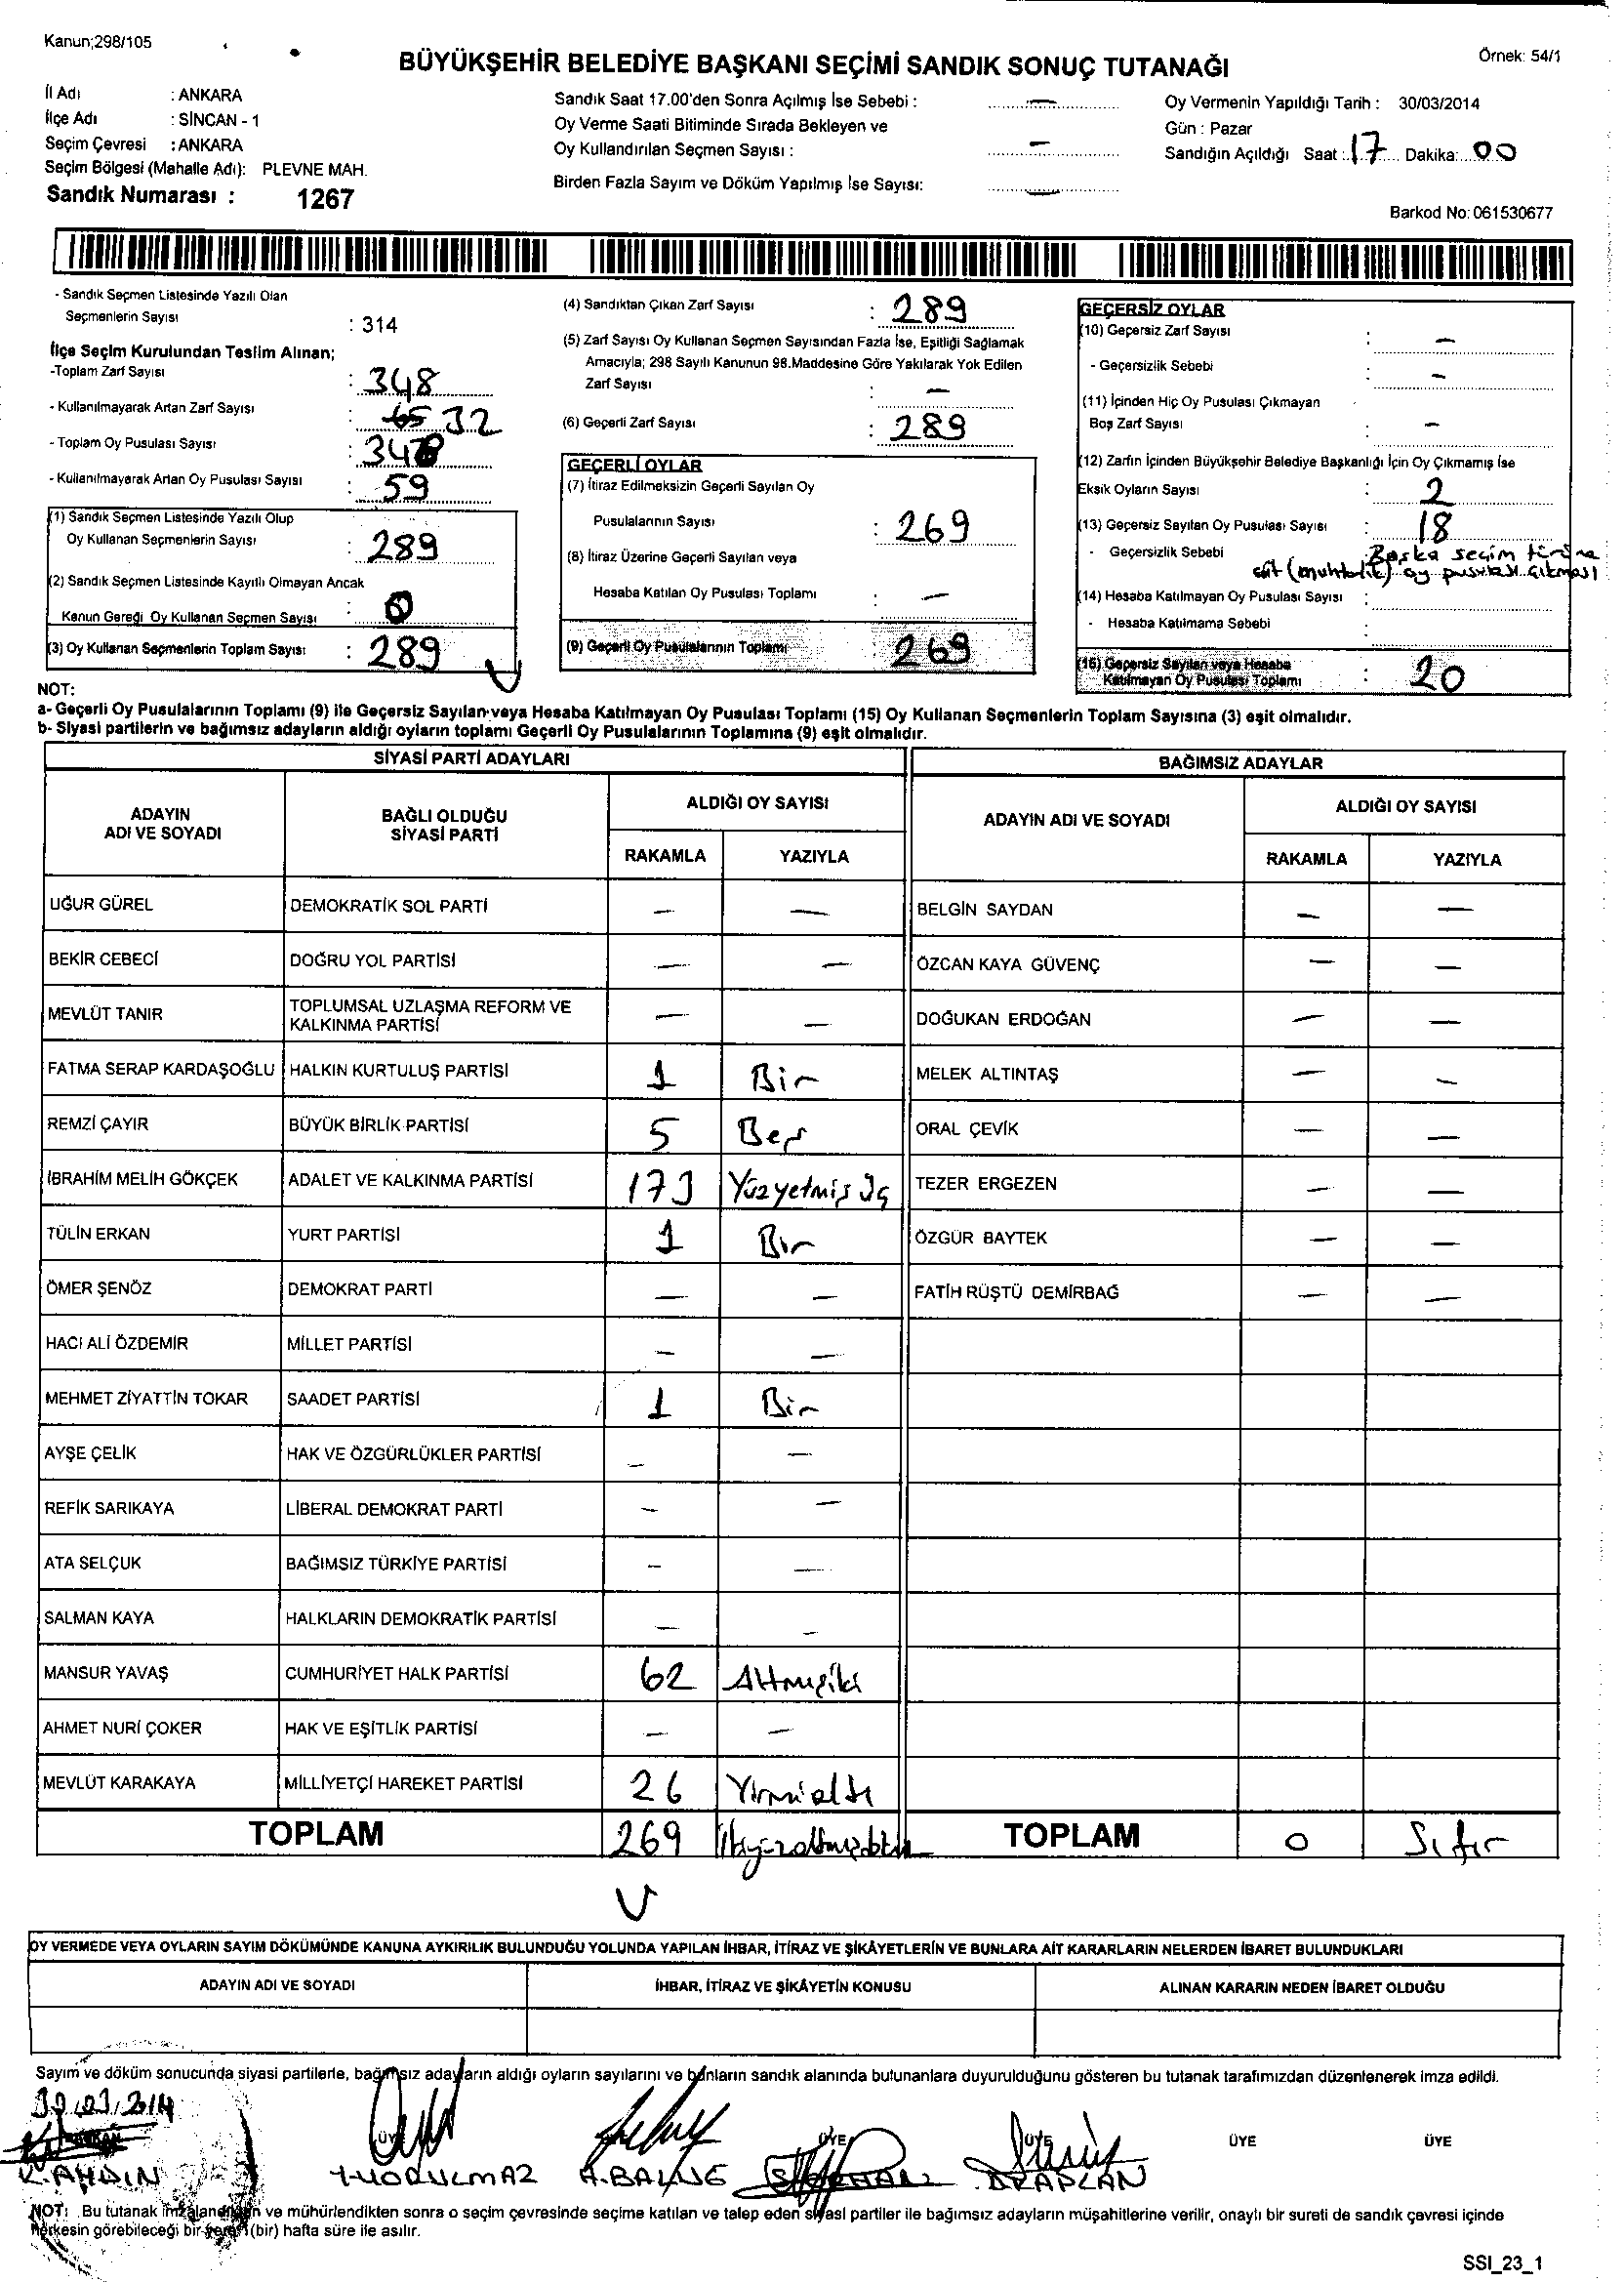 Kanun;298/105
Örnek: 54/1
BÜYÜKŞEHİR BELEDİYE BAŞKANI SEÇİMİ SANDIK SONUÇ TUTANAĞI
İl Adı : ANKARA
İlçe Adı : SİNCAN - 1
Seçim Çevresi : ANKARA
Seçim Bölgesi (Mahalle Adı): PLEVNE MAH.
Sandık Numarası : 1267
Sandık Saat 17.00'den Sonra Açılmış İse Sebebi : —
Oy Verme Saati Bitiminde Sırada Bekleyen ve
Oy Kullandırılan Seçmen Sayısı : —
Birden Fazla Sayım ve Döküm Yapılmış İse Sayısı: —
Oy Vermenin Yapıldığı Tarih : 30/03/2014
Gün : Pazar
Sandığın Açıldığı Saat : 17 Dakika: 00
Barkod No: 061530677
- Sandık Seçmen Listesinde Yazılı Olan
Seçmenlerin Sayısı : 314
İlçe Seçim Kurulundan Teslim Alınan;
-Toplam Zarf Sayısı : 348
- Kullanılmayarak Artan Zarf Sayısı : 32
- Toplam Oy Pusulası Sayısı : 348
- Kullanılmayarak Artan Oy Pusulası Sayısı : 59
(1) Sandık Seçmen Listesinde Yazılı Olup
Oy Kullanan Seçmenlerin Sayısı : 289
(2) Sandık Seçmen Listesinde Kayıtlı Olmayan Ancak
Kanun Gereği Oy Kullanan Seçmen Sayısı : 0
(3) Oy Kullanan Seçmenlerin Toplam Sayısı : 289
(4) Sandıktan Çıkan Zarf Sayısı : 289
(5) Zarf Sayısı Oy Kullanan Seçmen Sayısından Fazla İse, Eşitliği Sağlamak
Amacıyla; 298 Sayılı Kanunun 98.Maddesine Göre Yakılarak Yok Edilen
Zarf Sayısı : —
(6) Geçerli Zarf Sayısı : 289
GEÇERLİ OYLAR
(7) İtiraz Edilmeksizin Geçerli Sayılan Oy
Pusulalarının Sayısı : 269
(8) İtiraz Üzerine Geçerli Sayılan veya
Hesaba Katılan Oy Pusulası Toplamı : —
(9) Geçerli Oy Pusulalarının Toplamı 269
GEÇERSİZ OYLAR
(10) Geçersiz Zarf Sayısı : —
- Geçersizlik Sebebi : —
(11) İçinden Hiç Oy Pusulası Çıkmayan
Boş Zarf Sayısı : —
(12) Zarfın İçinden Büyükşehir Belediye Başkanlığı İçin Oy Çıkmamış İse
Eksik Oyların Sayısı : 2
(13) Geçersiz Sayılan Oy Pusulası Sayısı : 18
- Geçersizlik Sebebi : Başka seçim türüne
ait (muhtarlık) oy pusulası çıkması
(14) Hesaba Katılmayan Oy Pusulası Sayısı :
- Hesaba Katılmama Sebebi :
(15) Geçersiz Sayılan veya Hesaba
Katılmayan Oy Pusulası Toplamı : 20
NOT:
a- Geçerli Oy Pusulalarının Toplamı (9) ile Geçersiz Sayılan veya Hesaba Katılmayan Oy Pusulası Toplamı (15) Oy Kullanan Seçmenlerin Toplam Sayısına (3) eşit olmalıdır.
b- Siyasi partilerin ve bağımsız adayların aldığı oyların toplamı Geçerli Oy Pusulalarının Toplamına (9) eşit olmalıdır.
SİYASİ PARTİ ADAYLARI
ADAYIN
ADI VE SOYADI
BAĞLI OLDUĞU
SİYASİ PARTİ
ALDIĞI OY SAYISI
RAKAMLA YAZIYLA
UĞUR GÜREL DEMOKRATİK SOL PARTİ — —
BEKİR CEBECİ DOĞRU YOL PARTİSİ — —
MEVLÜT TANIR TOPLUMSAL UZLAŞMA REFORM VE
KALKINMA PARTİSİ — —
FATMA SERAP KARDAŞOĞLU HALKIN KURTULUŞ PARTİSİ 1 Bir
REMZİ ÇAYIR BÜYÜK BİRLİK PARTİSİ 5 Beş
İBRAHİM MELİH GÖKÇEK ADALET VE KALKINMA PARTİSİ 173 Yüzyetmiş üç
TÜLİN ERKAN YURT PARTİSİ 1 Bir
ÖMER ŞENÖZ DEMOKRAT PARTİ — —
HACI ALİ ÖZDEMİR MİLLET PARTİSİ — —
MEHMET ZİYATTİN TOKAR SAADET PARTİSİ 1 Bir
AYŞE ÇELİK HAK VE ÖZGÜRLÜKLER PARTİSİ — —
REFİK SARIKAYA LİBERAL DEMOKRAT PARTİ — —
ATA SELÇUK BAĞIMSIZ TÜRKİYE PARTİSİ — —
SALMAN KAYA HALKLARIN DEMOKRATİK PARTİSİ — —
MANSUR YAVAŞ CUMHURİYET HALK PARTİSİ 62 Altmışiki
AHMET NURİ ÇOKER HAK VE EŞİTLİK PARTİSİ — —
MEVLÜT KARAKAYA MİLLİYETÇİ HAREKET PARTİSİ 26 Yirmialtı
TOPLAM 269 İkiyüzaltmışdokuz
BAĞIMSIZ ADAYLAR
ADAYIN ADI VE SOYADI
ALDIĞI OY SAYISI
RAKAMLA YAZIYLA
BELGİN SAYDAN — —
ÖZCAN KAYA GÜVENÇ — —
DOĞUKAN ERDOĞAN — —
MELEK ALTINTAŞ — —
ORAL ÇEVİK — —
TEZER ERGEZEN — —
ÖZGÜR BAYTEK — —
FATİH RÜŞTÜ DEMİRBAĞ — —
TOPLAM 0 Sıfır
OY VERMEDE VEYA OYLARIN SAYIM DÖKÜMÜNDE KANUNA AYKIRILIK BULUNDUĞU YOLUNDA YAPILAN İHBAR, İTİRAZ VE ŞİKÂYETLERİN VE BUNLARA AİT KARARLARIN NELERDEN İBARET BULUNDUKLARI
ADAYIN ADI VE SOYADI İHBAR, İTİRAZ VE ŞİKÂYETİN KONUSU ALINAN KARARIN NEDEN İBARET OLDUĞU
Sayım ve döküm sonucunda siyasi partilerle, bağımsız adayların aldığı oyların sayılarını ve bunların sandık alanında bulunanlara duyurulduğunu gösteren bu tutanak tarafımızdan düzenlenerek imza edildi.
30.03.2014
BAŞKAN ÜYE ÜYE ÜYE ÜYE ÜYE
K.AYDIN Y.YORULMAZ D.KAPLAN
NOT: Bu tutanak imzalandıktan ve mühürlendikten sonra o seçim çevresinde seçime katılan ve talep eden siyasi partiler ile bağımsız adayların müşahitlerine verilir, onaylı bir sureti de sandık çevresi içinde
herkesin görebileceği bir yere 1 (bir) hafta süre ile asılır.
SSI_23_1